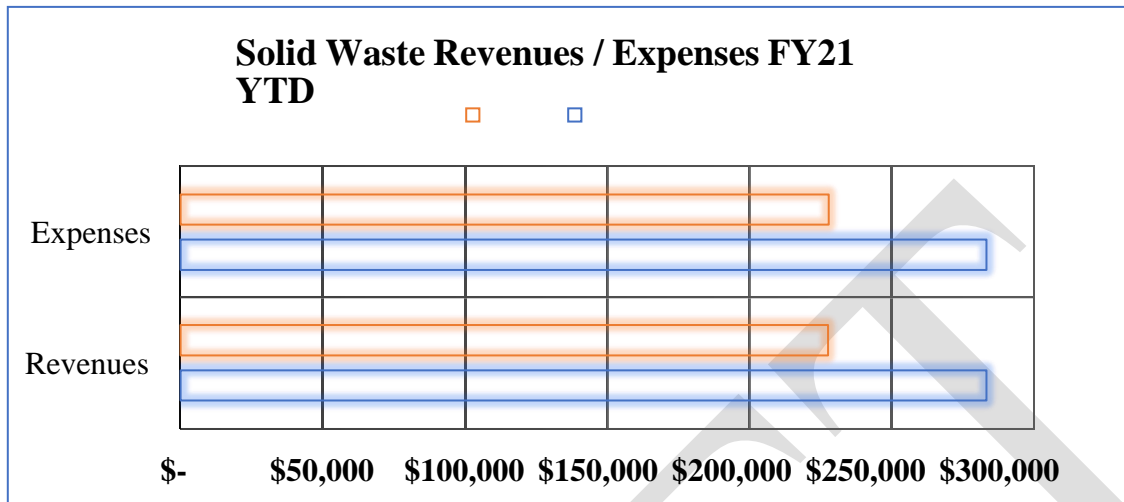 Solid Waste Revenues / Expenses FY21
YTD
Expenses
Revenues
$- $50,000 $100,000 $150,000 $200,000 $250,000 $300,000